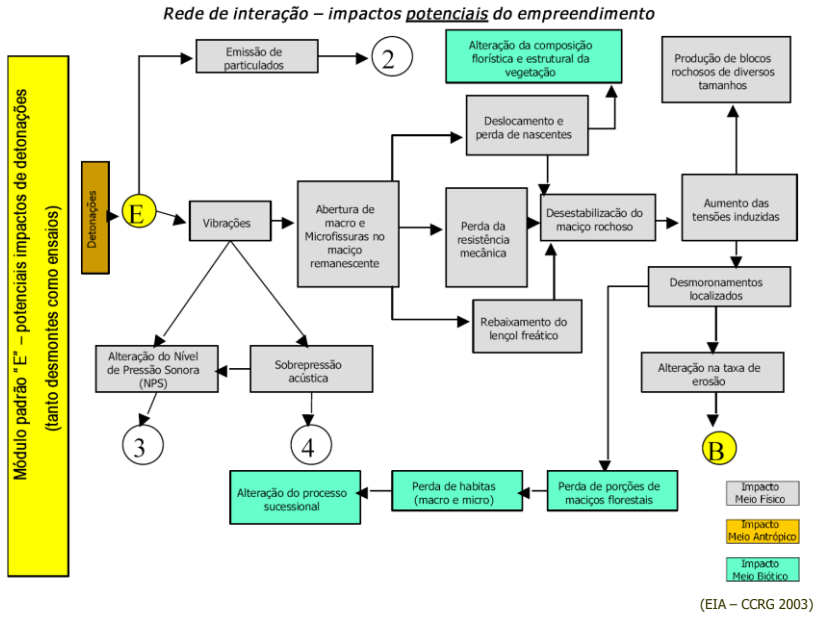 Rede de interação – impactos potenciais do empreendimento
Módulo padrão “E” – potenciais impactos de detonações
(tanto desmontes como ensaios)
Detonações
E
Emissão de
particulados
2
Alteração da composição
florística e estrutural da
vegetação
Produção de blocos
rochosos de diversos
tamanhos
Deslocamento e
perda de nascentes
Vibrações
Abertura de
macro e
Microfissuras no
maciço
remanescente
Perda da
resistência
mecânica
Desestabilizacão do
maciço rochoso
Aumento das
tensões induzidas
Rebaixamento do
lençol freático
Desmoronamentos
localizados
Alteração do Nível
de Pressão Sonora
(NPS)
Sobrepressão
acústica
Alteração na taxa de
erosão
3
4
B
Alteração do processo
sucessional
Perda de habitas
(macro e micro)
Perda de porções de
maciços florestais
Impacto
Meio Físico
Impacto
Meio Antrópico
Impacto
Meio Biótico
(EIA – CCRG 2003)